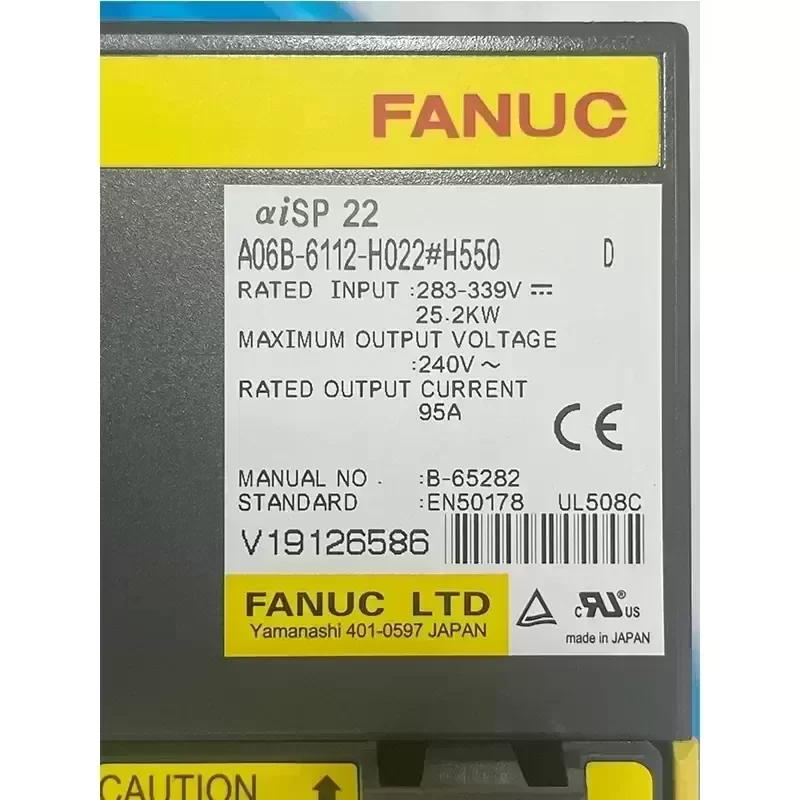 FANUC
αiSP 22
A06B-6112-H022#H550 D
RATED INPUT :283-339V ⎓
25.2KW
MAXIMUM OUTPUT VOLTAGE
:240V ~
RATED OUTPUT CURRENT
95A
CE
MANUAL NO. :B-65282
STANDARD :EN50178 UL508C
V19126586
FANUC LTD
Yamanashi 401-0597 JAPAN
c RU ® US
made in JAPAN
CAUTION